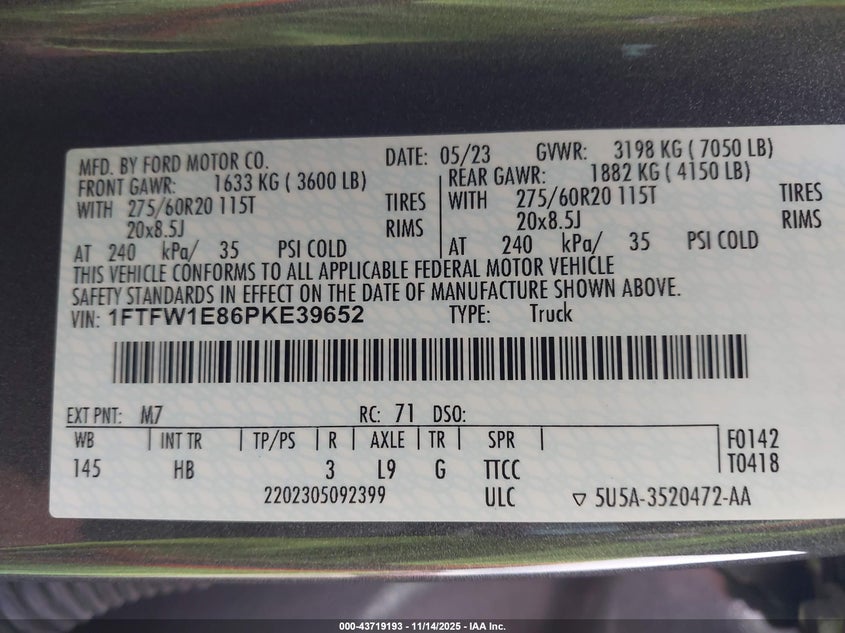 MFD. BY FORD MOTOR CO. DATE: 05/23 GVWR: 3198 KG ( 7050 LB)
FRONT GAWR: 1633 KG ( 3600 LB) REAR GAWR: 1882 KG ( 4150 LB)
WITH 275/60R20 115T TIRES WITH 275/60R20 115T TIRES
20x8.5J RIMS 20x8.5J RIMS
AT 240 kPa/ 35 PSI COLD AT 240 kPa/ 35 PSI COLD
THIS VEHICLE CONFORMS TO ALL APPLICABLE FEDERAL MOTOR VEHICLE
SAFETY STANDARDS IN EFFECT ON THE DATE OF MANUFACTURE SHOWN ABOVE.
VIN: 1FTFW1E86PKE39652 TYPE: Truck
EXT PNT: M7 RC: 71 DSO:
WB INT TR TP/PS R AXLE TR SPR F0142
145 HB 3 L9 G TTCC T0418
2202305092399 ULC ▽ 5U5A-3520472-AA
000-43719193 - 11/14/2025 - IAA Inc.